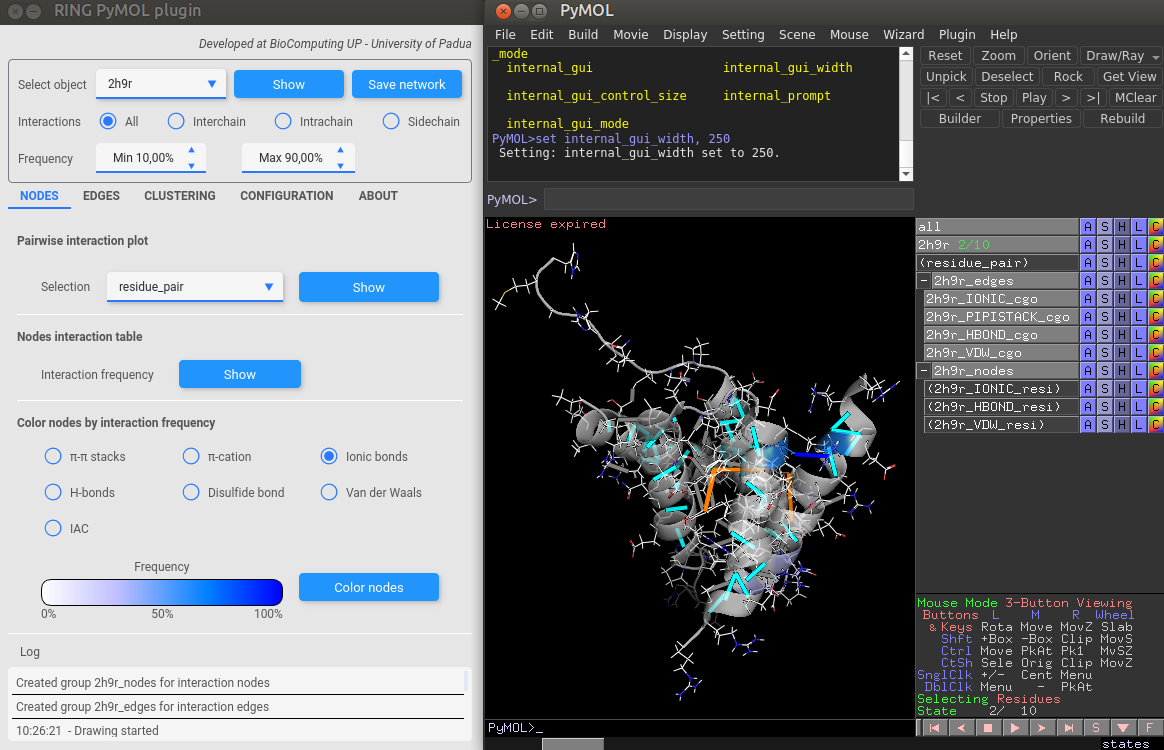 RING PyMOL plugin
Developed at BioComputing UP - University of Padua
Select object 2h9r Show Save network
Interactions All Interchain Intrachain Sidechain
Frequency Min 10,00% Max 90,00%
NODES EDGES CLUSTERING CONFIGURATION ABOUT
Pairwise interaction plot
Selection residue_pair Show
Nodes interaction table
Interaction frequency Show
Color nodes by interaction frequency
π-π stacks π-cation Ionic bonds
H-bonds Disulfide bond Van der Waals
IAC
Frequency
0% 50% 100%
Color nodes
Log
Created group 2h9r_nodes for interaction nodes
Created group 2h9r_edges for interaction edges
10:26:21 - Drawing started
PyMOL
File Edit Build Movie Display Setting Scene Mouse Wizard Plugin Help
_mode
internal_gui internal_gui_width
internal_gui_control_size internal_prompt
internal_gui_mode
PyMOL>set internal_gui_width, 250
Setting: internal_gui_width set to 250.
PyMOL>
Reset Zoom Orient Draw/Ray
Unpick Deselect Rock Get View
|< < Stop Play > >| MClear
Builder Properties Rebuild
License expired
all A S H L C
2h9r 2/10 A S H L C
(residue_pair) A S H L C
- 2h9r_edges A S H L C
2h9r_IONIC_cgo A S H L C
2h9r_PIPISTACK_cgo A S H L C
2h9r_HBOND_cgo A S H L C
2h9r_VDW_cgo A S H L C
- 2h9r_nodes A S H L C
(2h9r_IONIC_resi) A S H L C
(2h9r_HBOND_resi) A S H L C
(2h9r_VDW_resi) A S H L C
Mouse Mode 3-Button Viewing
Buttons L M R Wheel
& Keys Rota Move MovZ Slab
Shft +Box -Box Clip MovS
Ctrl Move PkAt Pk1 MvSZ
CtSh Sele Orig Clip MovZ
SnglClk +/- Cent Menu
DblClk Menu - PkAt
Selecting Residues
State 2/ 10
PyMOL>_
S F
states